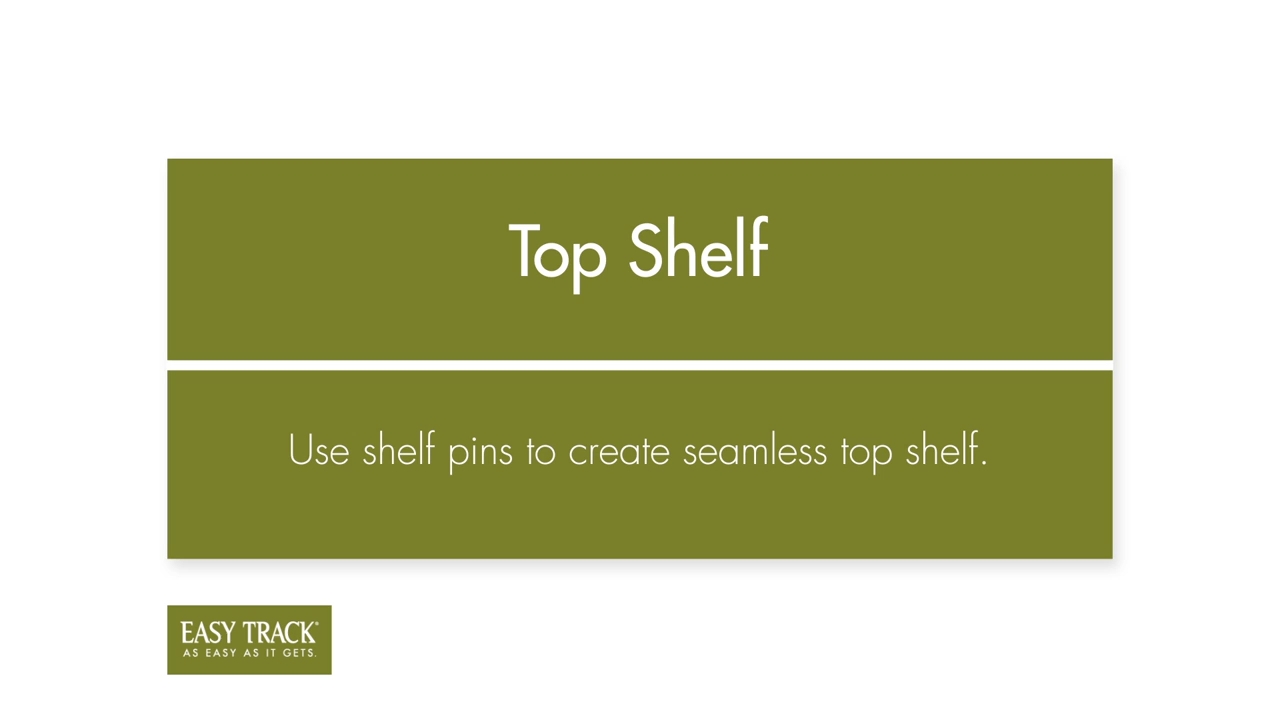 Top Shelf
Use shelf pins to create seamless top shelf.
EASY TRACK®
AS EASY AS IT GETS.